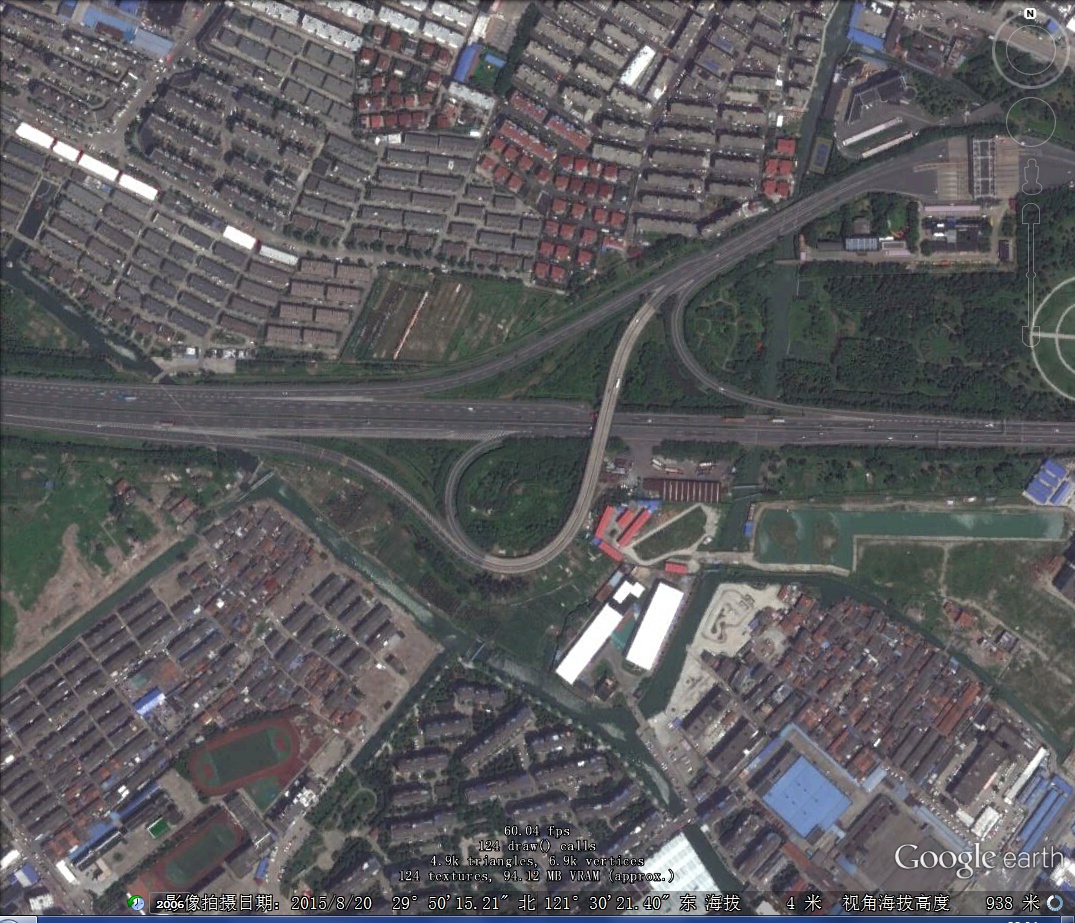 N
60.04 fps
124 draw() calls
4.9k triangles, 6.9k vertices
124 textures, 94.12 MB VRAM (approx.)
Google earth
2006
像拍摄日期: 2015/8/20 29° 50'15.21" 北 121° 30'21.40" 东 海拔 4 米 视角海拔高度 938 米